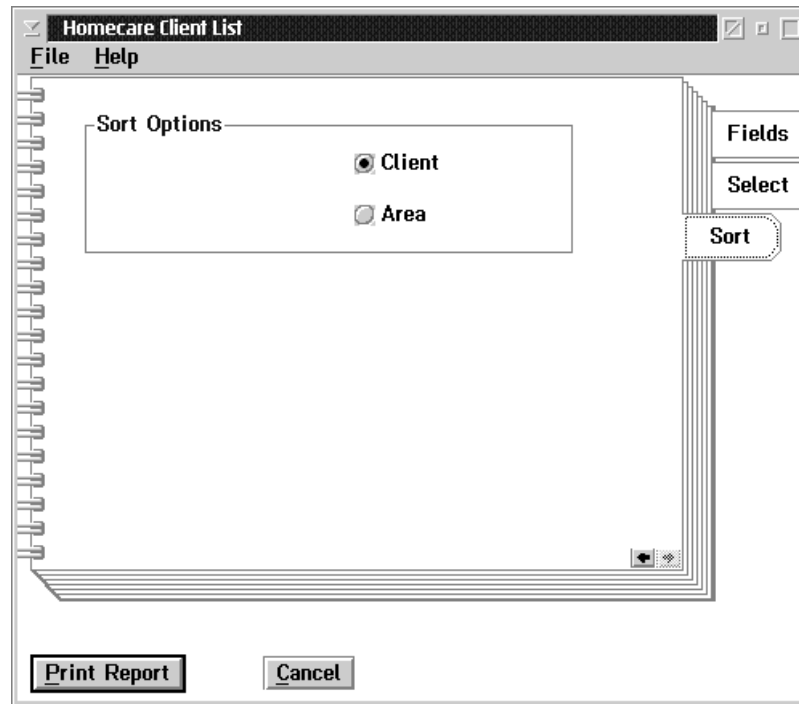 Homecare Client List
File Help
Sort Options
Client
Area
Fields
Select
Sort
Print Report
Cancel